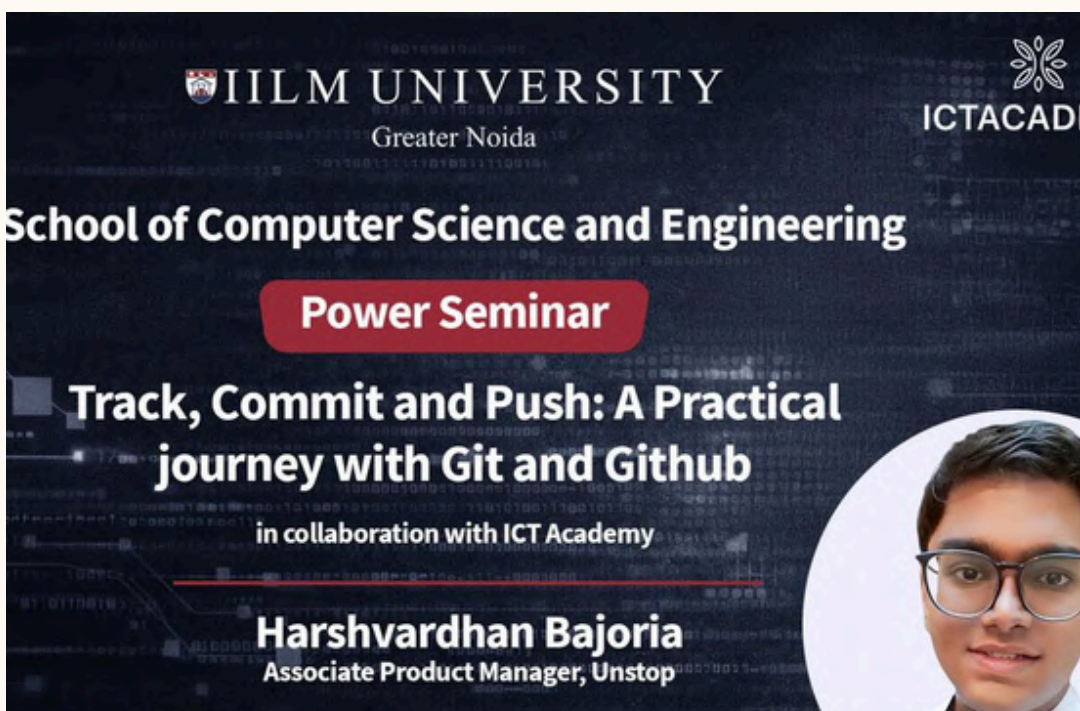 IILM UNIVERSITY
Greater Noida
ICTACAD
School of Computer Science and Engineering
Power Seminar
Track, Commit and Push: A Practical
journey with Git and Github
in collaboration with ICT Academy
Harshvardhan Bajoria
Associate Product Manager, Unstop